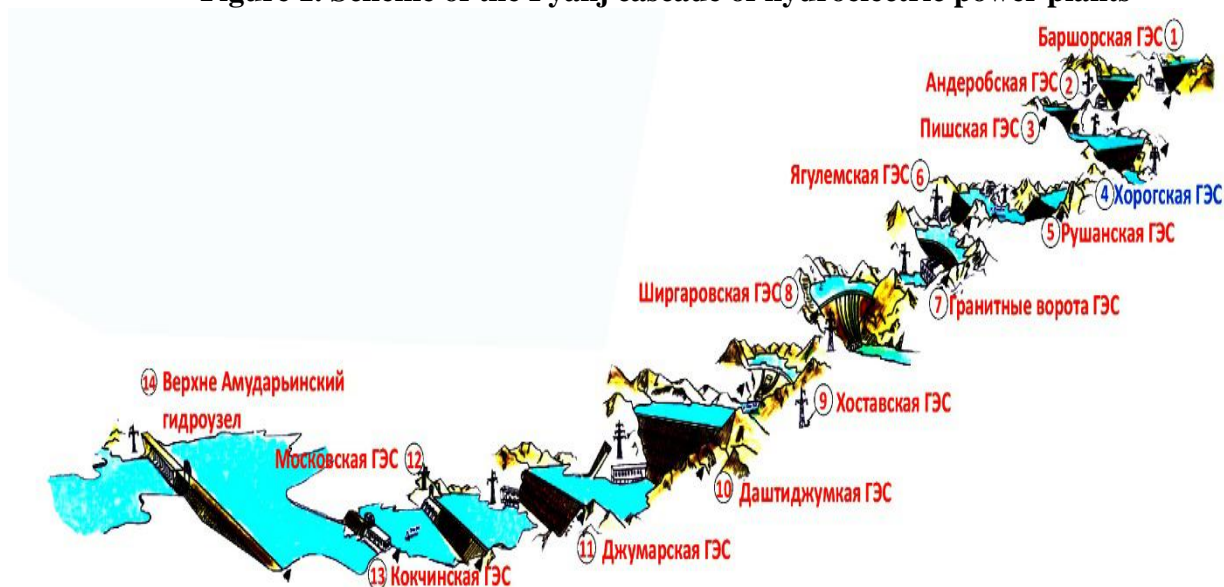 Баршорская ГЭС 1
Андеробская ГЭС 2
Пишская ГЭС 3
Ягулемская ГЭС 6
4 Хорогская ГЭС
5 Рушанская ГЭС
Ширгаровская ГЭС 8
7 Гранитные ворота ГЭС
14 Верхне Амударьинский
гидроузел
9 Хоставская ГЭС
Московская ГЭС 12
10 Даштиджумкая ГЭС
11 Джумарская ГЭС
13 Кокчинская ГЭС